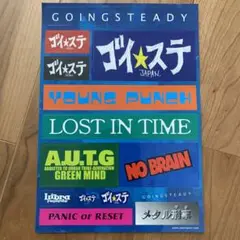 GOINGSTEADY
ゴイ★ステ
ゴイ★ステ
ゴイ★ステ
JAPAN.
YOUNG PUNCH
LOST IN TIME
A.U.T.G
GREEN MIND
NO BRAIN
Libra
ゴイ★ステ
ゴイ★ステ
GOINGSTEADY
PANIC or RESET